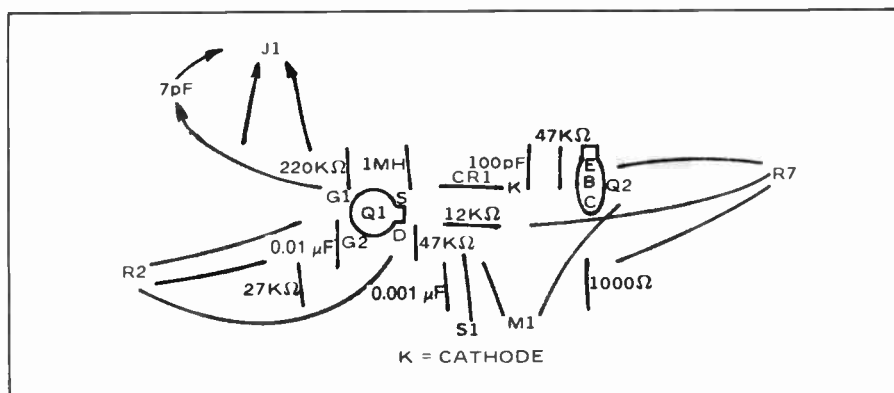 J1
7pF
47KΩ
220KΩ
1MH
100pF
CR1
K
E
B
C
Q2
R7
G1
S
Q1
12KΩ
0.01 µF
G2
D
47KΩ
R2
27KΩ
0.001 µF
1000Ω
S1
M1
K = CATHODE